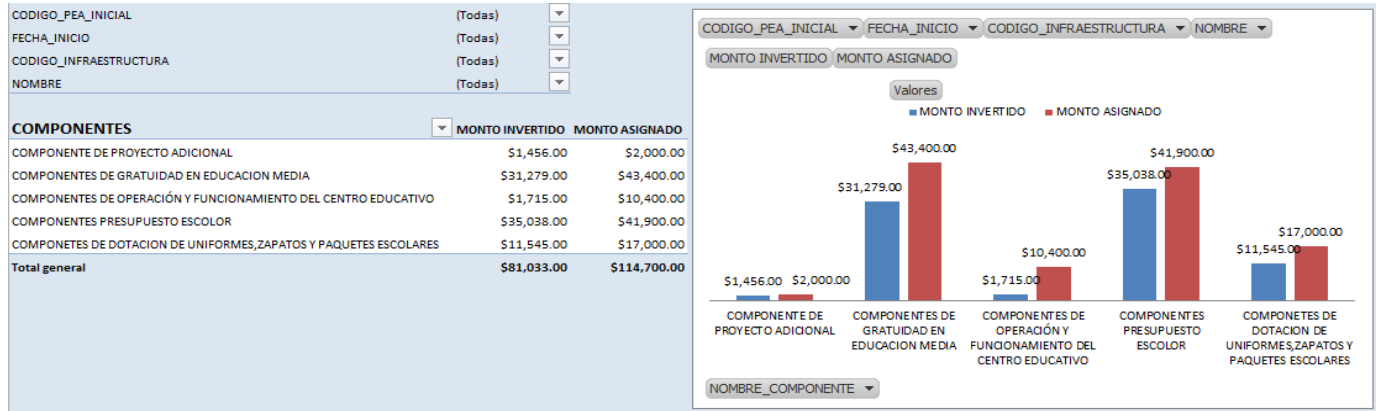 CODIGO_PEA_INICIAL (Todas)
FECHA_INICIO (Todas)
CODIGO_INFRAESTRUCTURA (Todas)
NOMBRE (Todas)
COMPONENTES MONTO INVERTIDO MONTO ASIGNADO
COMPONENTE DE PROYECTO ADICIONAL $1,456.00 $2,000.00
COMPONENTES DE GRATUIDAD EN EDUCACION MEDIA $31,279.00 $43,400.00
COMPONENTES DE OPERACIÓN Y FUNCIONAMIENTO DEL CENTRO EDUCATIVO $1,715.00 $10,400.00
COMPONENTES PRESUPUESTO ESCOLOR $35,038.00 $41,900.00
COMPONETES DE DOTACION DE UNIFORMES,ZAPATOS Y PAQUETES ESCOLARES $11,545.00 $17,000.00
Total general $81,033.00 $114,700.00
CODIGO_PEA_INICIAL FECHA_INICIO CODIGO_INFRAESTRUCTURA NOMBRE
MONTO INVERTIDO MONTO ASIGNADO
Valores
MONTO INVERTIDO MONTO ASIGNADO
$1,456.00 $2,000.00
$31,279.00 $43,400.00
$1,715.00 $10,400.00
$35,038.00 $41,900.00
$11,545.00 $17,000.00
COMPONENTE DE
PROYECTO ADICIONAL
COMPONENTES DE
GRATUIDAD EN
EDUCACION MEDIA
COMPONENTES DE
OPERACIÓN Y
FUNCIONAMIENTO DEL
CENTRO EDUCATIVO
COMPONENTES
PRESUPUESTO
ESCOLOR
COMPONETES DE
DOTACION DE
UNIFORMES,ZAPATOS Y
PAQUETES ESCOLARES
NOMBRE_COMPONENTE